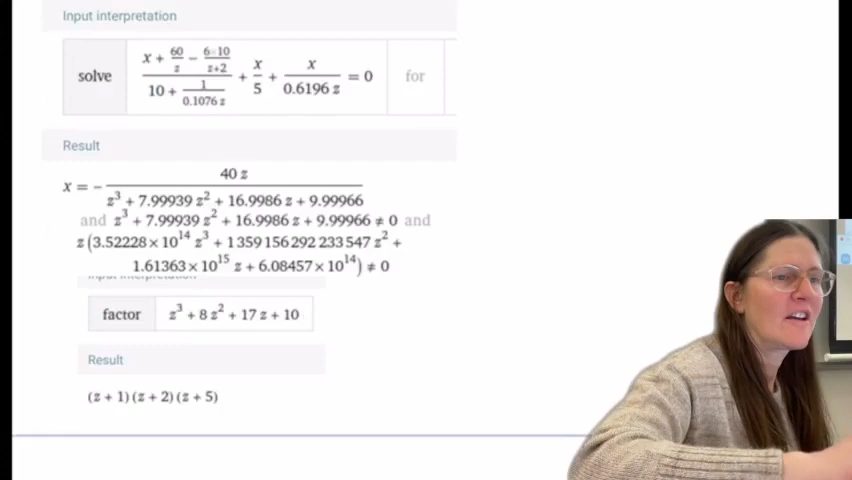 Input interpretation
solve (x + 60/z − (6×10)/(z+2))/(10 + 1/(0.1076 z)) + x/5 + x/(0.6196 z) = 0 for
Result
x = − (40 z)/(z³ + 7.99939 z² + 16.9986 z + 9.99966)
and z³ + 7.99939 z² + 16.9986 z + 9.99966 ≠ 0 and
z (3.52228×10¹⁴ z³ + 1 359 156 292 233 547 z² +
1.61363×10¹⁵ z + 6.08457×10¹⁴) ≠ 0
factor z³ + 8 z² + 17 z + 10
Result
(z + 1) (z + 2) (z + 5)